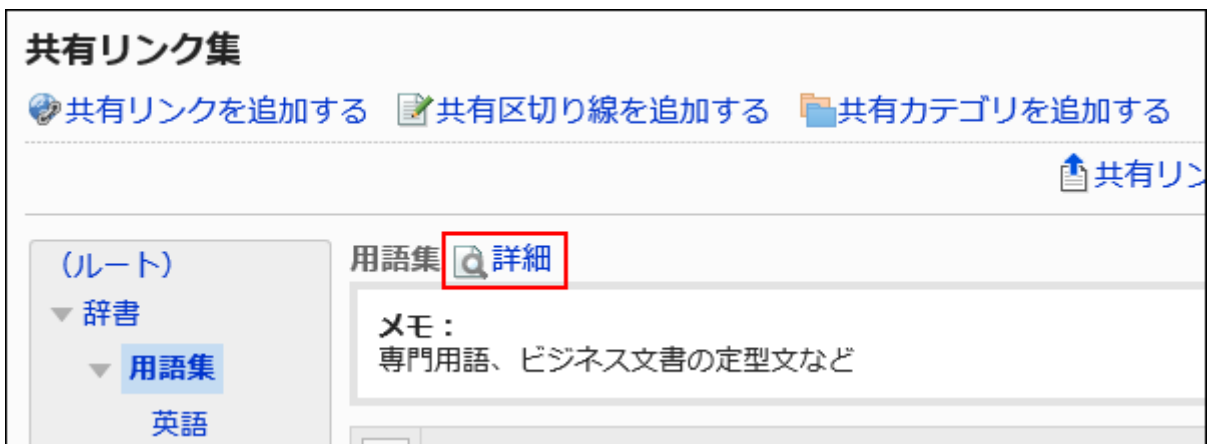 共有リンク集
共有リンクを追加する 共有区切り線を追加する 共有カテゴリを追加する
共有リン
(ルート)
辞書
用語集
英語
用語集 詳細
メモ：
専門用語、ビジネス文書の定型文など